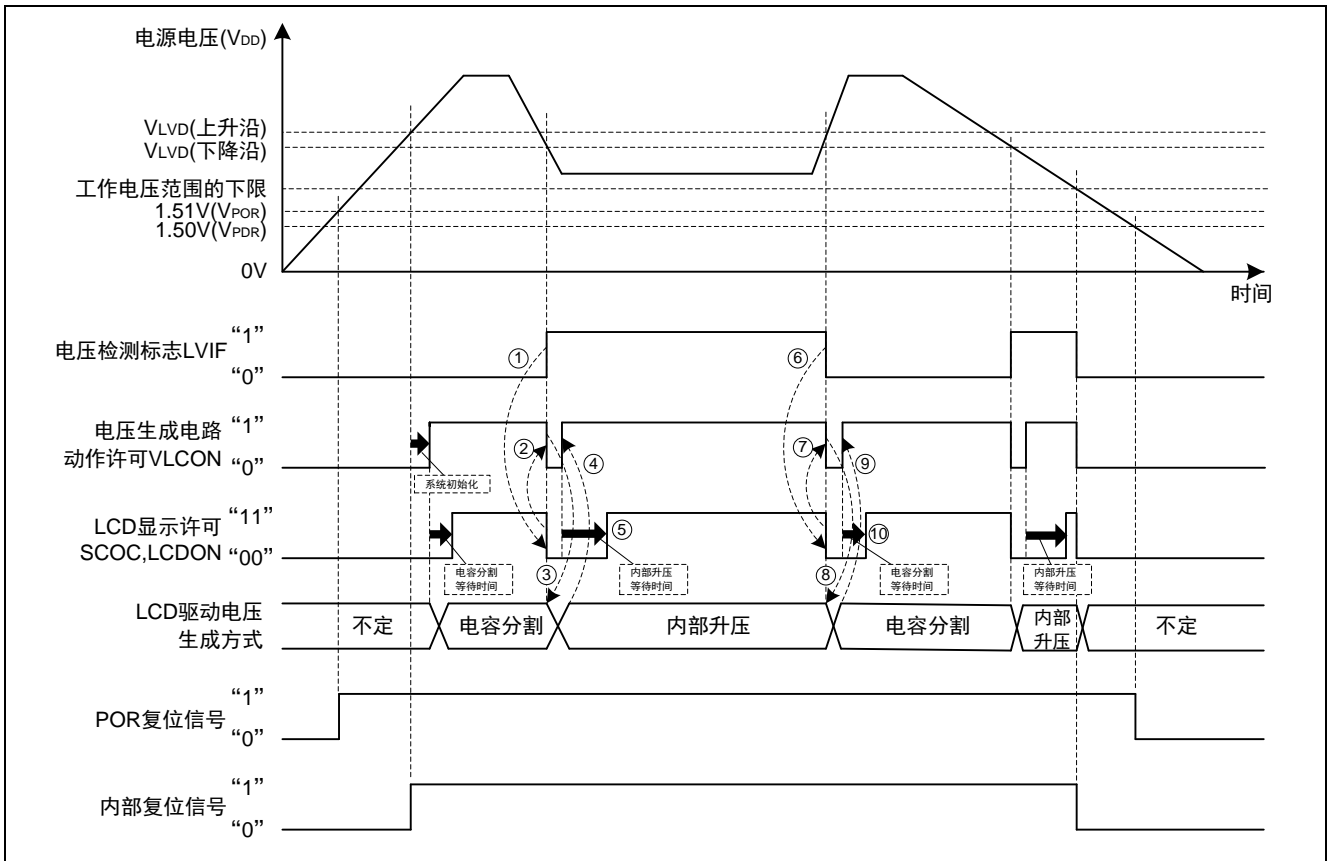 电源电压(VDD)
VLVD(上升沿)
VLVD(下降沿)
工作电压范围的下限
1.51V(VPOR)
1.50V(VPDR)
0V
时间
电压检测标志LVIF
“1”
“0”
①
⑥
电压生成电路
动作许可VLCON
“1”
“0”
系统初始化
②
④
⑦
⑨
LCD显示许可
SCOC,LCDON
“11”
“00”
电容分割
等待时间
③
⑤
内部升压
等待时间
⑧
⑩
电容分割
等待时间
内部升压
等待时间
LCD驱动电压
生成方式
不定
电容分割
内部升压
电容分割
内部
升压
不定
POR复位信号
“1”
“0”
内部复位信号
“1”
“0”